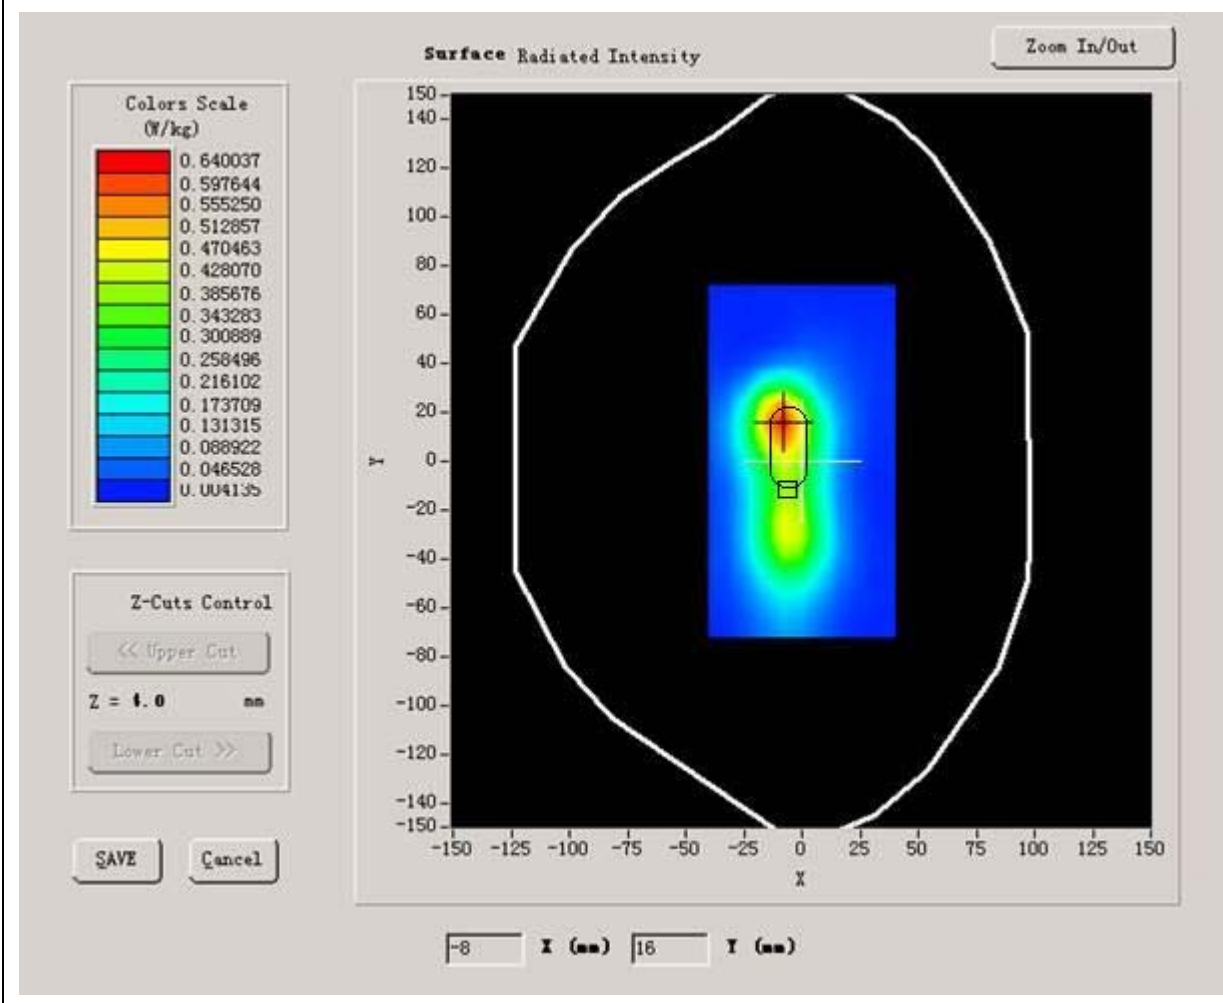 Surface Radiated Intensity
Zoom In/Out
Colors Scale
(W/kg)
0.640037
0.597644
0.555250
0.512857
0.470463
0.428070
0.385676
0.343283
0.300889
0.258496
0.216102
0.173709
0.131315
0.088922
0.046528
0.004135
Z-Cuts Control
<< Upper Cut
Z = 4.0 mm
Lower Cut >>
SAVE
Cancel
150
140
120
100
80
60
40
20
0
-20
-40
-60
-80
-100
-120
-140
-150
Y
-150 -125 -100 -75 -50 -25 0 25 50 75 100 125 150
X
-8 X (mm) 16 Y (mm)